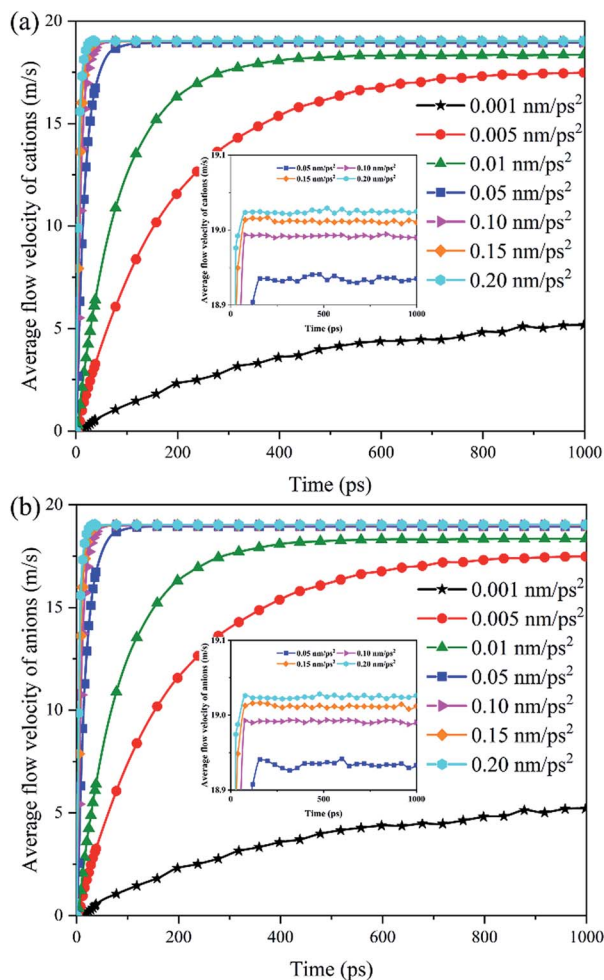 (a)
20
15
10
5
0
Average flow velocity of cations (m/s)
0 200 400 600 800 1000
Time (ps)
0.001 nm/ps²
0.005 nm/ps²
0.01 nm/ps²
0.05 nm/ps²
0.10 nm/ps²
0.15 nm/ps²
0.20 nm/ps²
0.05 nm/ps² 0.10 nm/ps²
0.15 nm/ps² 0.20 nm/ps²
19.1
19.0
18.9
Average flow velocity of cations (m/s)
0 500 1000
Time (ps)
(b)
20
15
10
5
0
Average flow velocity of anions (m/s)
0 200 400 600 800 1000
Time (ps)
0.001 nm/ps²
0.005 nm/ps²
0.01 nm/ps²
0.05 nm/ps²
0.10 nm/ps²
0.15 nm/ps²
0.20 nm/ps²
0.05 nm/ps² 0.10 nm/ps²
0.15 nm/ps² 0.20 nm/ps²
19.1
19.0
18.9
Average flow velocity of anions (m/s)
0 500 1000
Time (ps)